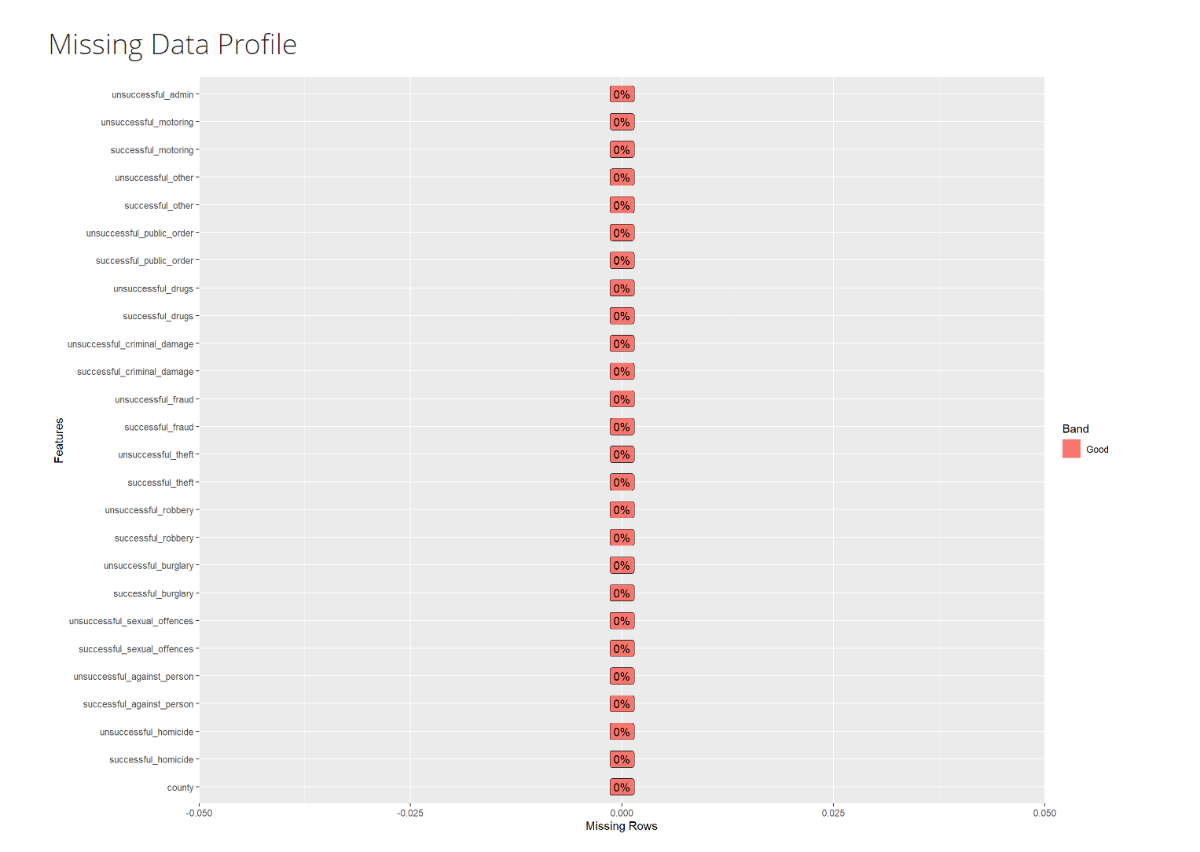 Missing Data Profile
unsuccessful_admin 0%
unsuccessful_motoring 0%
successful_motoring 0%
unsuccessful_other 0%
successful_other 0%
unsuccessful_public_order 0%
successful_public_order 0%
unsuccessful_drugs 0%
successful_drugs 0%
unsuccessful_criminal_damage 0%
successful_criminal_damage 0%
unsuccessful_fraud 0%
successful_fraud 0%
unsuccessful_theft 0%
successful_theft 0%
unsuccessful_robbery 0%
successful_robbery 0%
unsuccessful_burglary 0%
successful_burglary 0%
unsuccessful_sexual_offences 0%
successful_sexual_offences 0%
unsuccessful_against_person 0%
successful_against_person 0%
unsuccessful_homicide 0%
successful_homicide 0%
county 0%
Features
-0.050 -0.025 0.000 0.025 0.050
Missing Rows
Band
Good